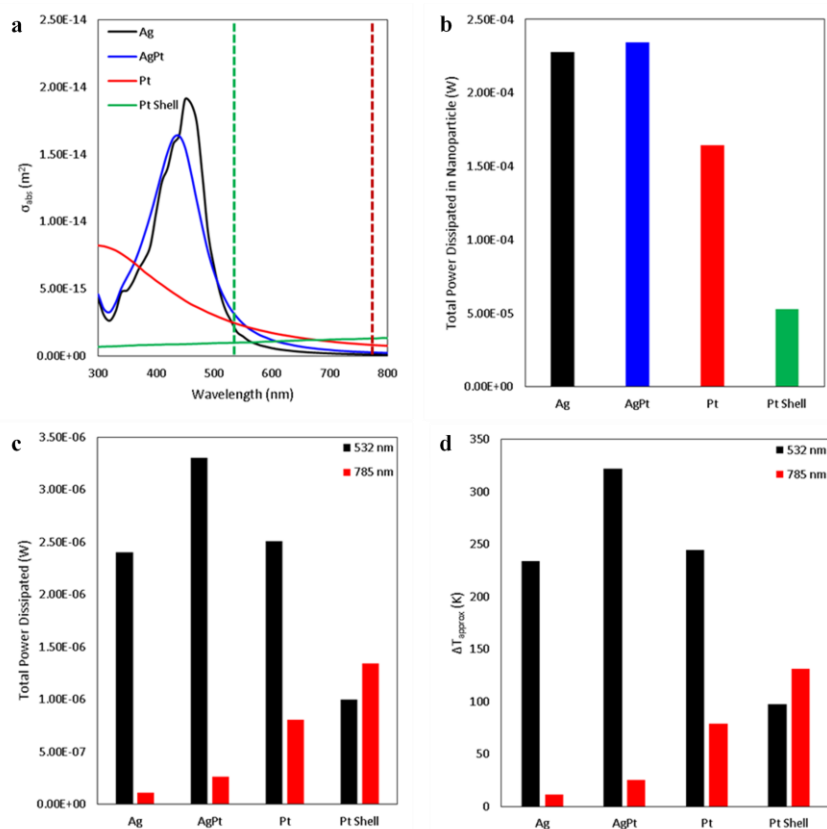 a
2.50E-14
2.00E-14
1.50E-14
1.00E-14
5.00E-15
0.00E+00
σabs (m²)
Ag
AgPt
Pt
Pt Shell
300 400 500 600 700 800
Wavelength (nm)
b
2.50E-04
2.00E-04
1.50E-04
1.00E-04
5.00E-05
0.00E+00
Total Power Dissipated in Nanoparticle (W)
Ag AgPt Pt Pt Shell
c
3.50E-06
3.00E-06
2.50E-06
2.00E-06
1.50E-06
1.00E-06
5.00E-07
0.00E+00
Total Power Dissipated (W)
532 nm
785 nm
Ag AgPt Pt Pt Shell
d
350
300
250
200
150
100
50
0
ΔTapprox (K)
532 nm
785 nm
Ag AgPt Pt Pt Shell